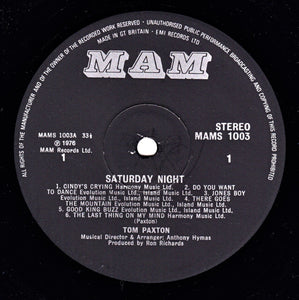 ALL RIGHTS OF THE MANUFACTURER AND OF THE OWNER OF THE RECORDED WORK RESERVED · UNAUTHORISED PUBLIC PERFORMANCE BROADCASTING AND COPYING OF THIS RECORD PROHIBITED
MADE IN GT BRITAIN · EMI RECORDS LTD
MAM
MAMS 1003A 33⅓
℗ 1976
MAM Records Ltd.
1
STEREO
MAMS 1003
1
SATURDAY NIGHT
1. CINDY'S CRYING Harmony Music Ltd. 2. DO YOU WANT
TO DANCE Evolution Music Ltd., Island Music Ltd. 3. JONES BOY
Evolution Music Ltd., Island Music Ltd. 4. THERE GOES
THE MOUNTAIN Evolution Music Ltd., Island Music Ltd.
5. GOOD KING BUZZ Evolution Music Ltd., Island Music Ltd.
6. THE LAST THING ON MY MIND Harmony Music Ltd.
(Paxton)
TOM PAXTON
Musical Director & Arranger: Anthony Hymas
Produced by Ron Richards